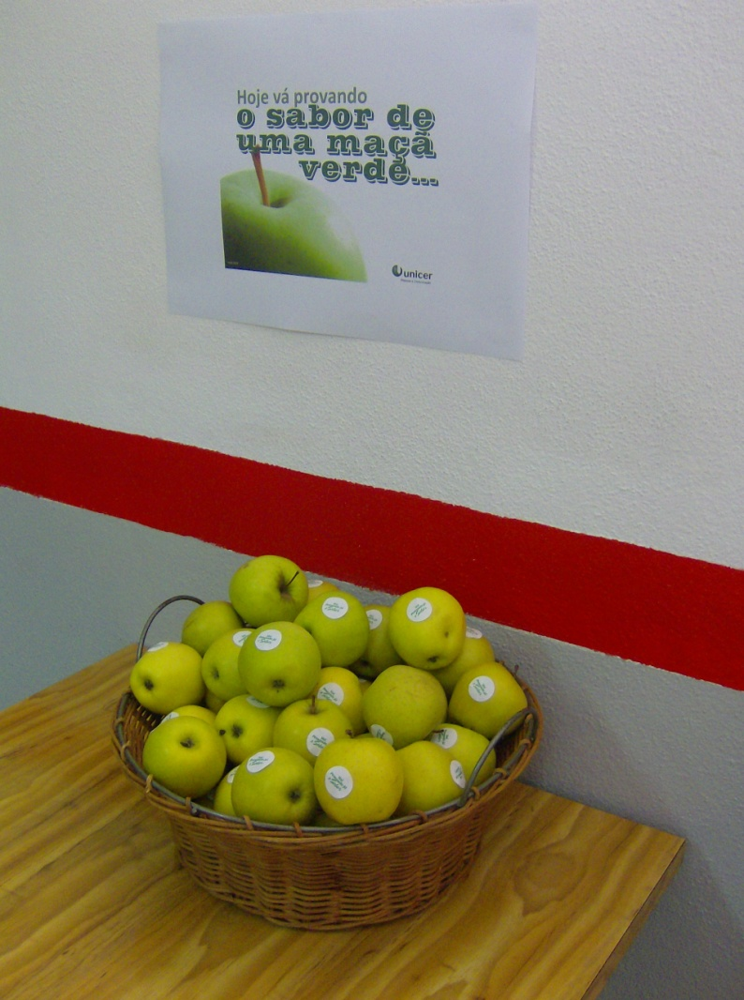 Hoje vá provando
o sabor de
uma maçã
verde...
unicer